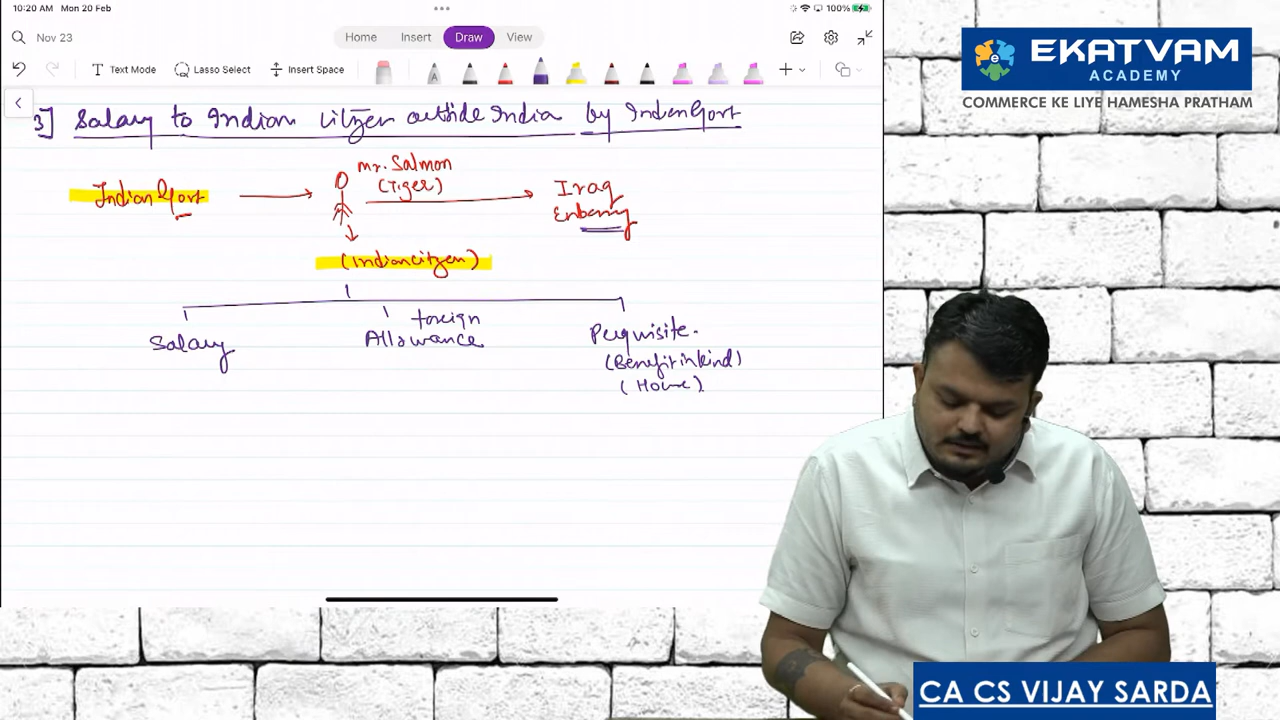 10:20 AM Mon 20 Feb
100%
Nov 23
Home Insert Draw View
Text Mode Lasso Select Insert Space
3] Salary to Indian citizen outside India by Indian Govt
Indian Govt
Mr. Salmon
(Tiger)
Iraq
Embassy
(Indian citizen)
Salary
foreign
Allowance
Perquisite.
(Benefit in kind)
(House)
EKATVAM
ACADEMY
COMMERCE KE LIYE HAMESHA PRATHAM
CA CS VIJAY SARDA